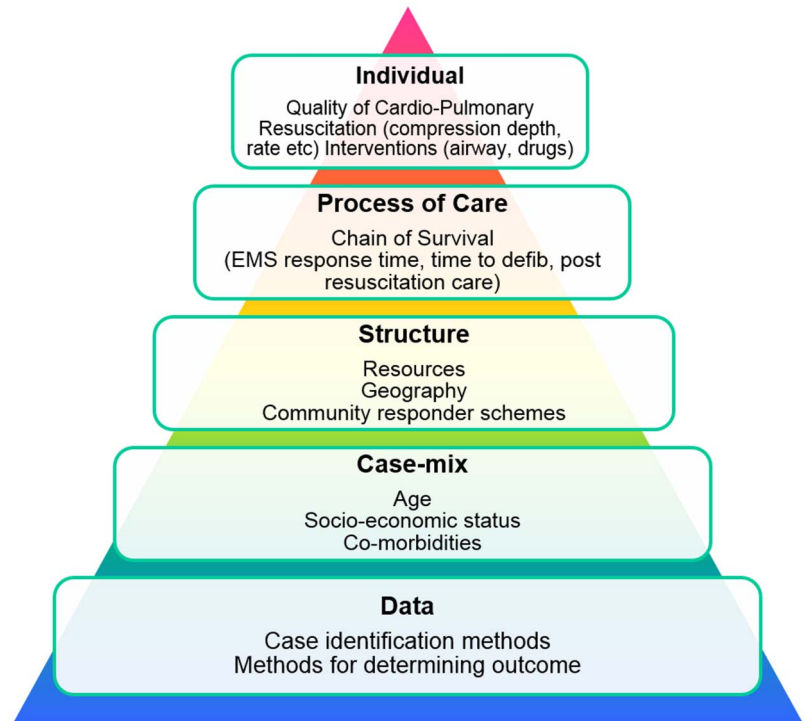 Individual
Quality of Cardio-Pulmonary
Resuscitation (compression depth,
rate etc) Interventions (airway, drugs)
Process of Care
Chain of Survival
(EMS response time, time to defib, post
resuscitation care)
Structure
Resources
Geography
Community responder schemes
Case-mix
Age
Socio-economic status
Co-morbidities
Data
Case identification methods
Methods for determining outcome